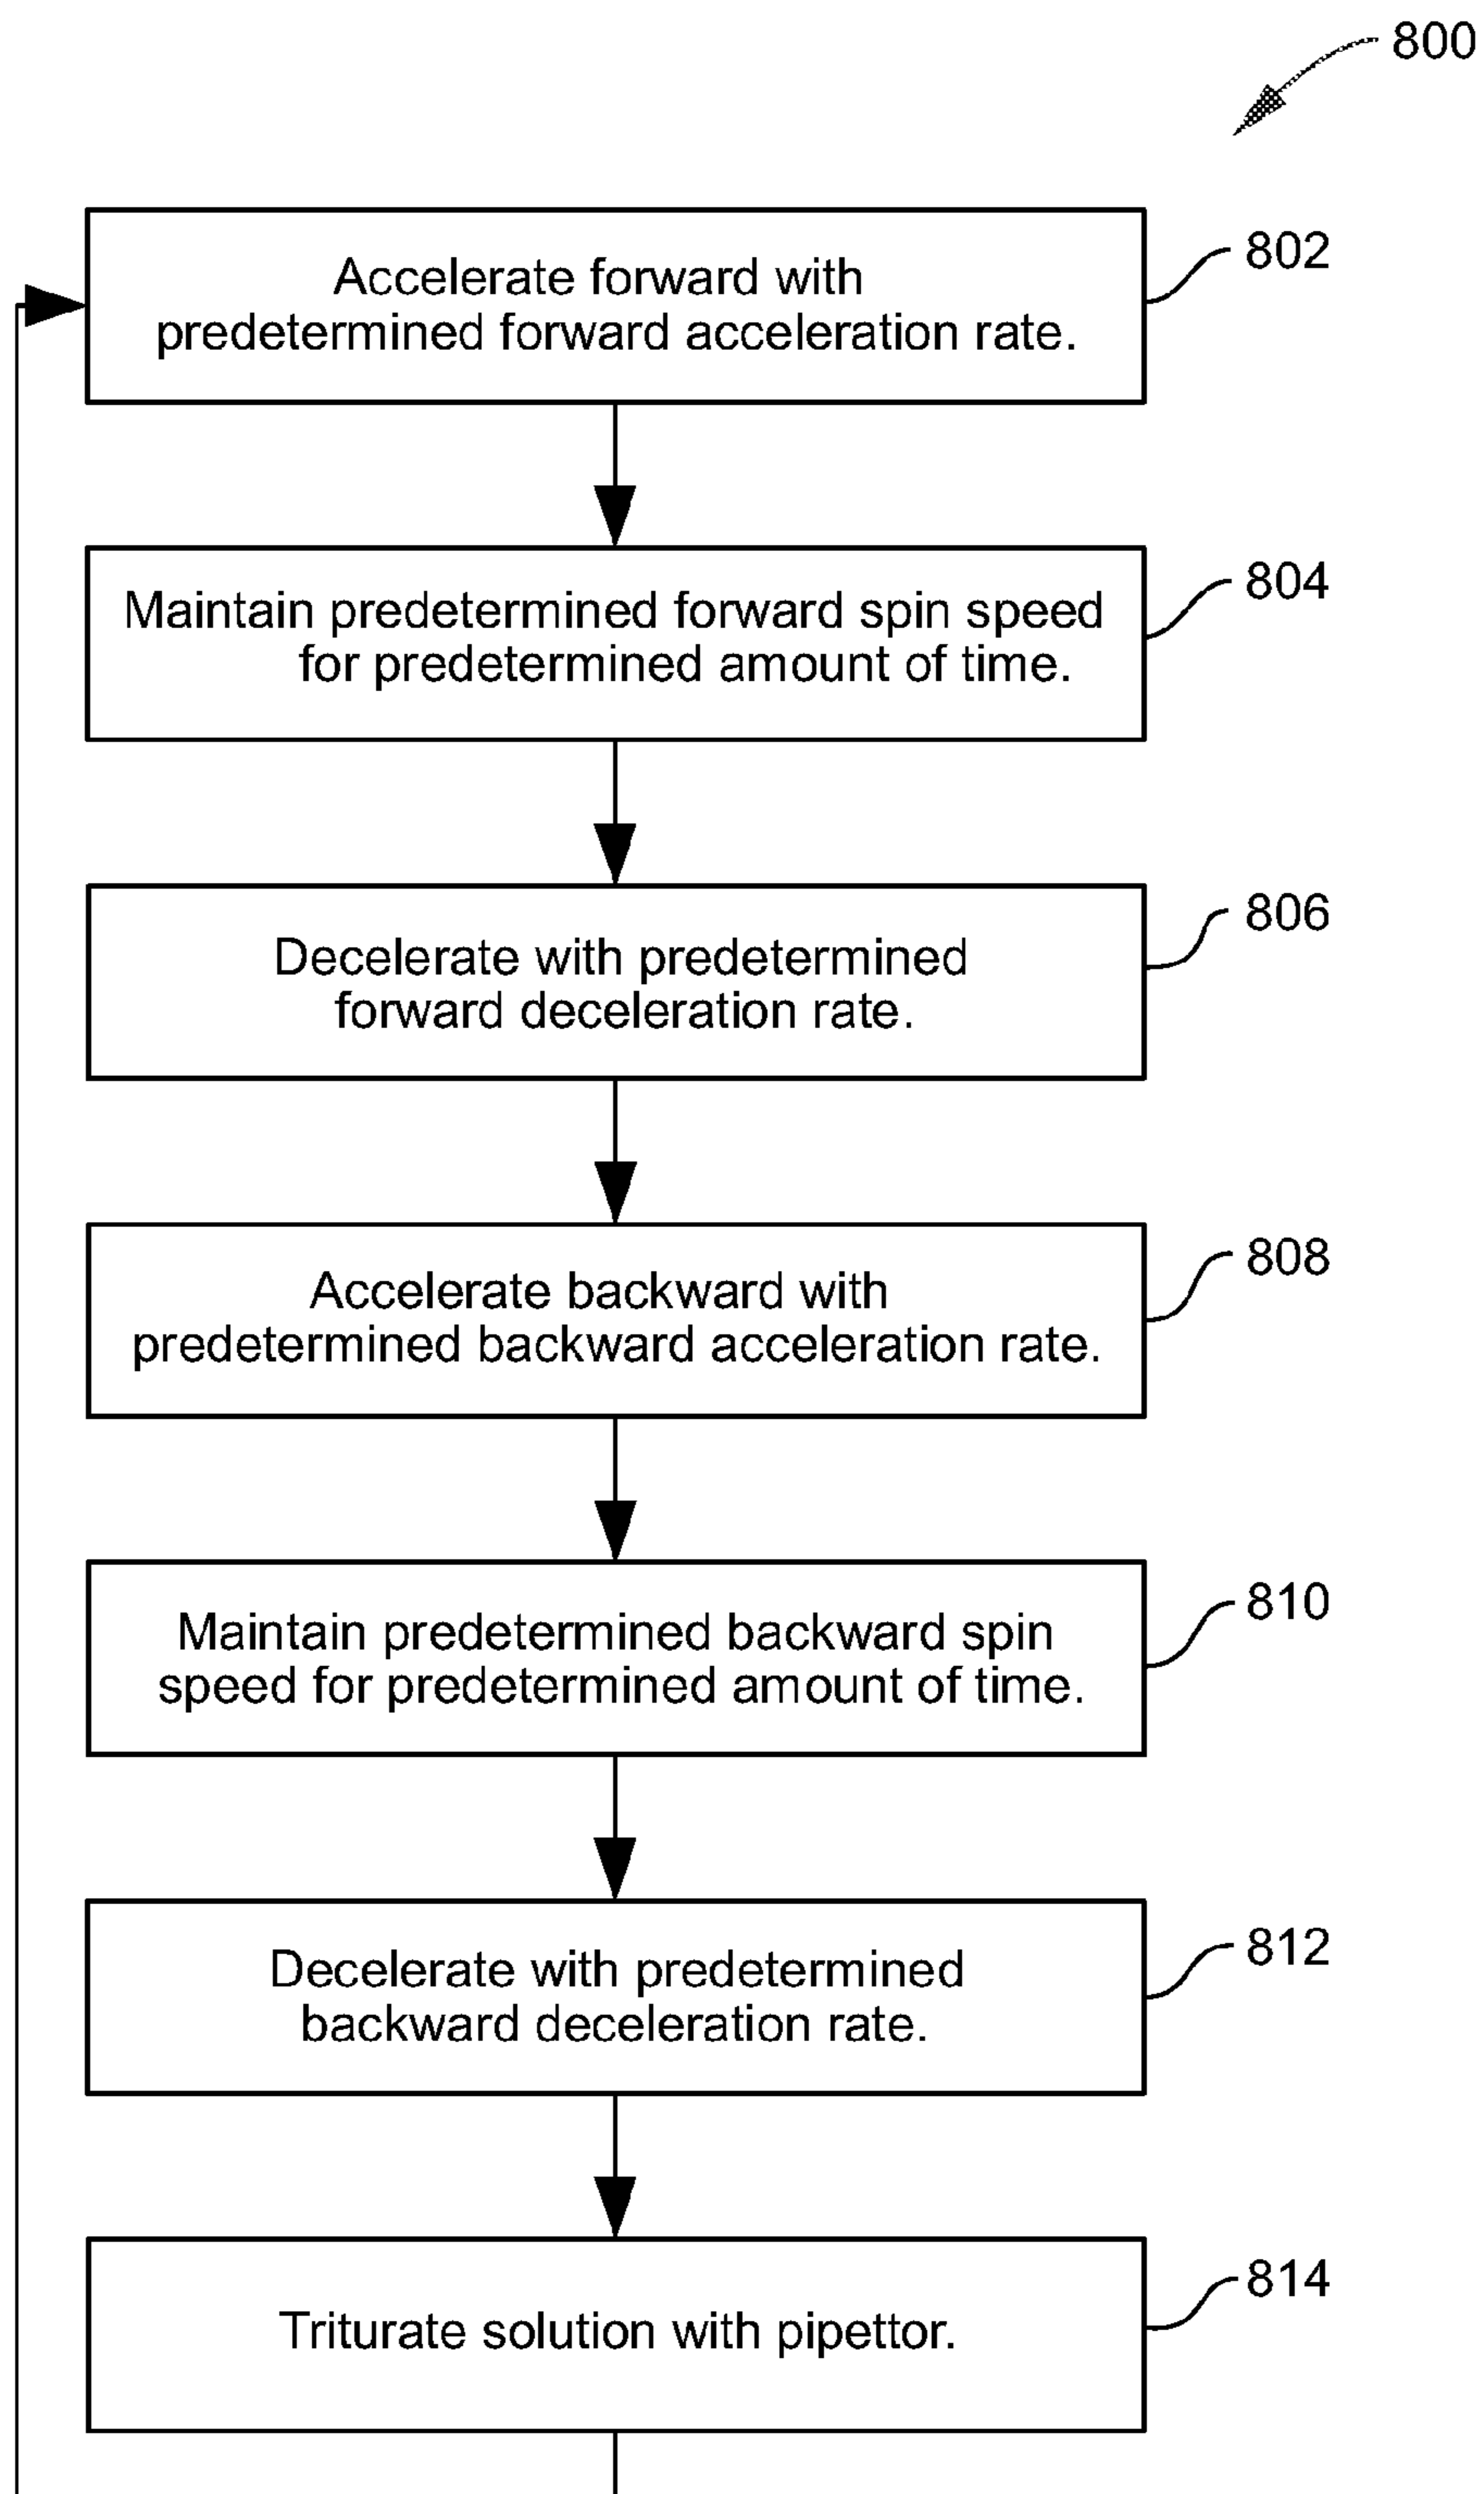 800
Accelerate forward with
predetermined forward acceleration rate.
802
Maintain predetermined forward spin speed
for predetermined amount of time.
804
Decelerate with predetermined
forward deceleration rate.
806
Accelerate backward with
predetermined backward acceleration rate.
808
Maintain predetermined backward spin
speed for predetermined amount of time.
810
Decelerate with predetermined
backward deceleration rate.
812
Triturate solution with pipettor.
814